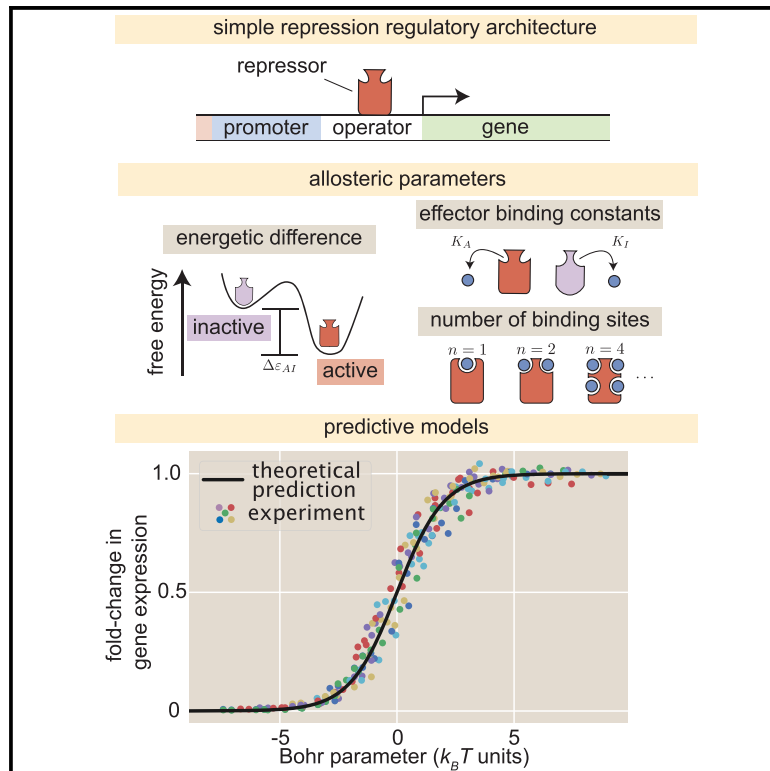 simple repression regulatory architecture
repressor
promoter operator gene
allosteric parameters
energetic difference
free energy
inactive
active
Δε_{AI}
effector binding constants
K_A K_I
number of binding sites
n = 1 n = 2 n = 4
...
predictive models
theoretical
prediction
experiment
fold-change in
gene expression
1.0
0.5
0
-5 0 5
Bohr parameter (k_BT units)